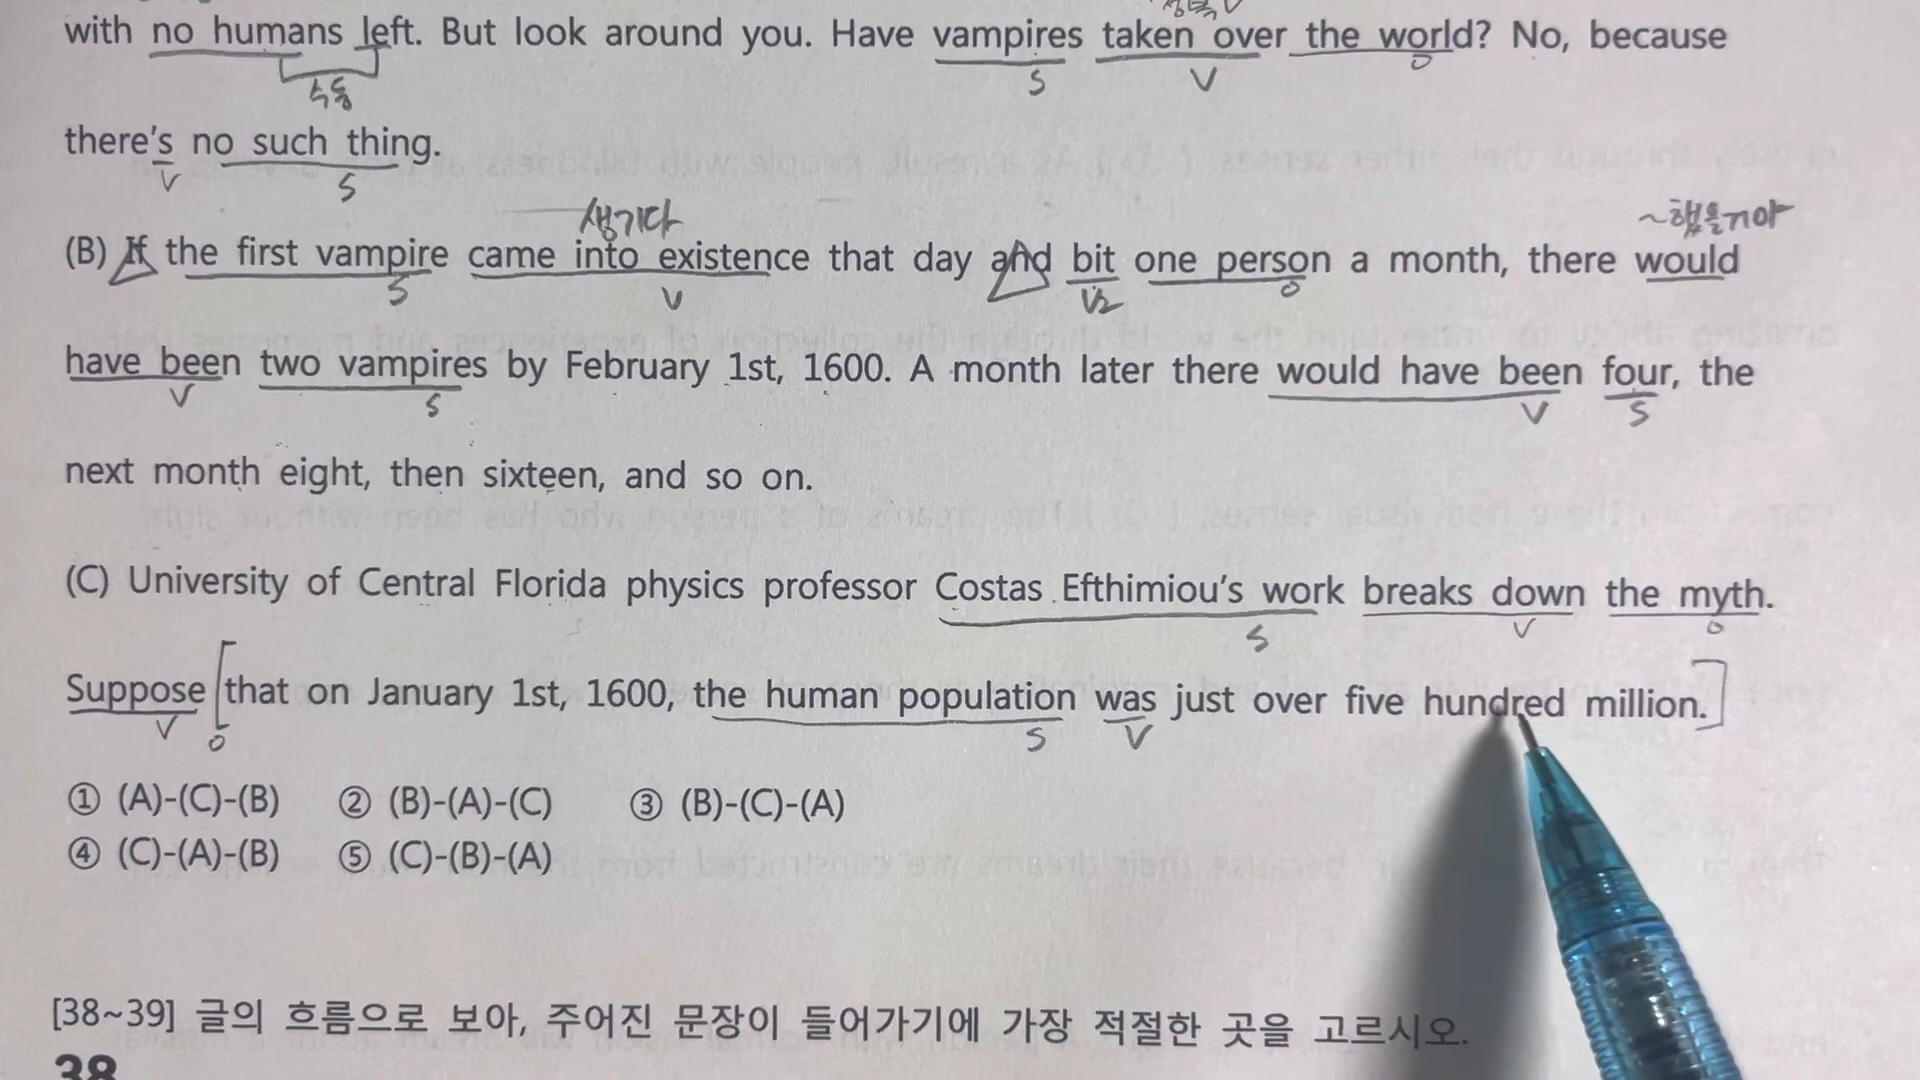 with no humans left. But look around you. Have vampires taken over the world? No, because
S V O
수동
there's no such thing.
V S
생기다 ~했을거야
(B) If the first vampire came into existence that day and bit one person a month, there would
S V V2 O
have been two vampires by February 1st, 1600. A month later there would have been four, the
V S V S
next month eight, then sixteen, and so on.
(C) University of Central Florida physics professor Costas Efthimiou's work breaks down the myth.
S V O
Suppose [that on January 1st, 1600, the human population was just over five hundred million.]
V O S V
① (A)-(C)-(B) ② (B)-(A)-(C) ③ (B)-(C)-(A)
④ (C)-(A)-(B) ⑤ (C)-(B)-(A)
[38~39] 글의 흐름으로 보아, 주어진 문장이 들어가기에 가장 적절한 곳을 고르시오.
38